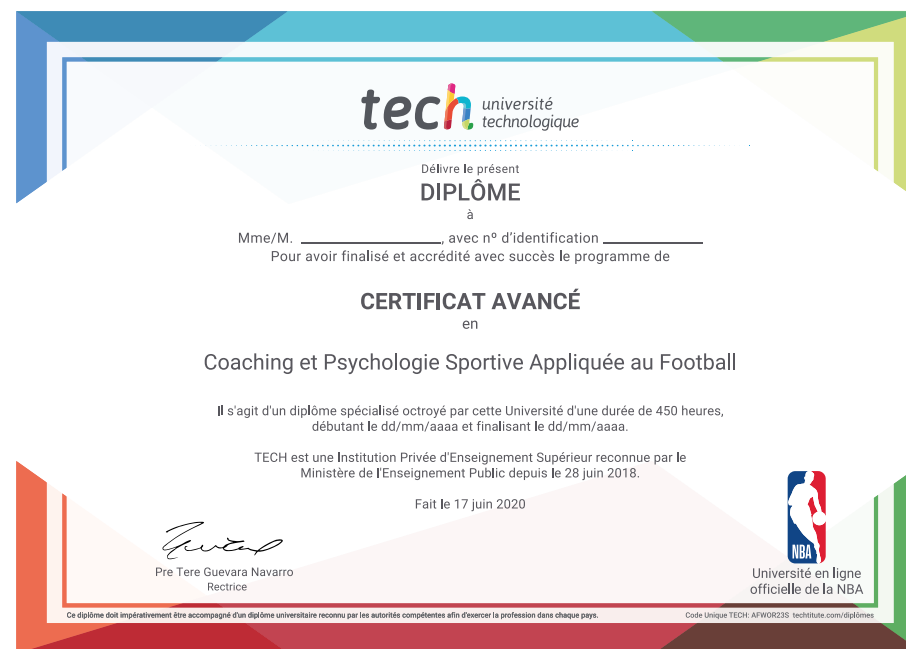 tech université
technologique
Délivre le présent
DIPLÔME
à
Mme/M. ____________________, avec nº d'identification ______________
Pour avoir finalisé et accrédité avec succès le programme de
CERTIFICAT AVANCÉ
en
Coaching et Psychologie Sportive Appliquée au Football
Il s'agit d'un diplôme spécialisé octroyé par cette Université d'une durée de 450 heures,
débutant le dd/mm/aaaa et finalisant le dd/mm/aaaa.
TECH est une Institution Privée d'Enseignement Supérieur reconnue par le
Ministère de l'Enseignement Public depuis le 28 juin 2018.
Fait le 17 juin 2020
Pre Tere Guevara Navarro
Rectrice
NBA
Université en ligne
officielle de la NBA
Ce diplôme doit impérativement être accompagné d'un diplôme universitaire reconnu par les autorités compétentes afin d'exercer la profession dans chaque pays.
Code Unique TECH: AFWOR23S techtitute.com/diplômes